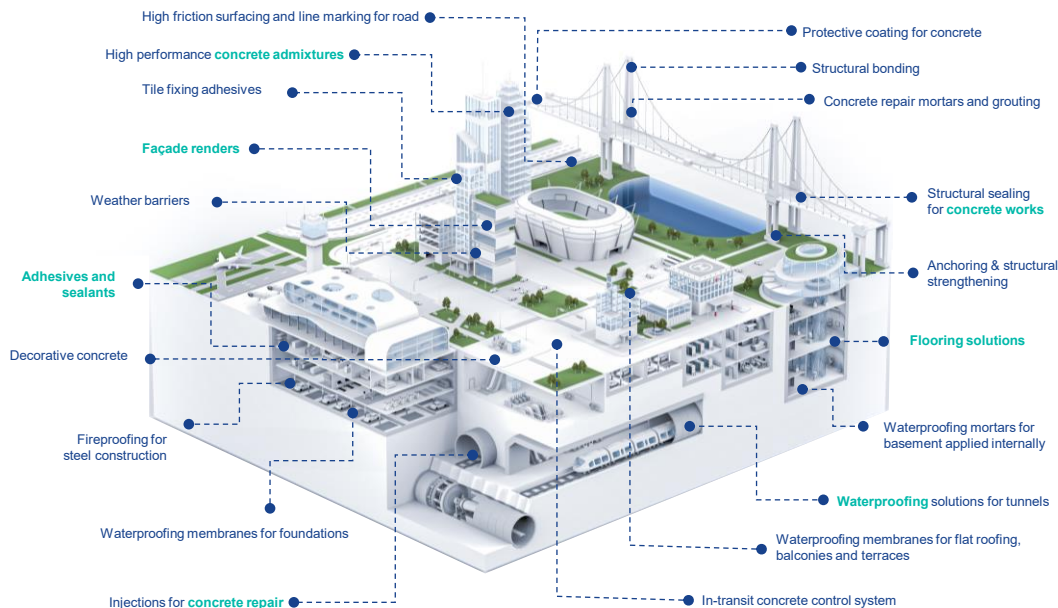 High friction surfacing and line marking for road
High performance concrete admixtures
Tile fixing adhesives
Façade renders
Weather barriers
Adhesives and
sealants
Decorative concrete
Fireproofing for
steel construction
Waterproofing membranes for foundations
Injections for concrete repair
Protective coating for concrete
Structural bonding
Concrete repair mortars and grouting
Structural sealing
for concrete works
Anchoring & structural
strengthening
Flooring solutions
Waterproofing mortars for
basement applied internally
Waterproofing solutions for tunnels
Waterproofing membranes for flat roofing,
balconies and terraces
In-transit concrete control system